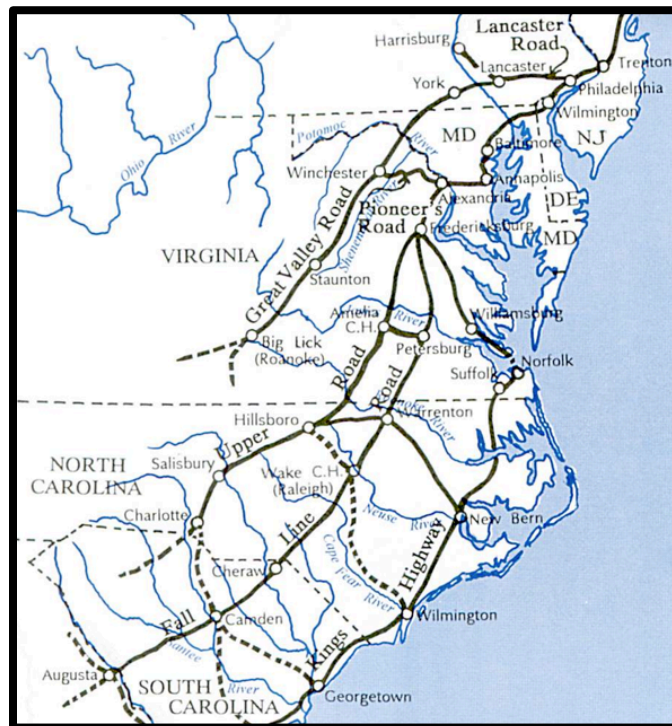 Lancaster
Road
Harrisburg
Lancaster
Trenton
York
Philadelphia
Wilmington
MD
NJ
Potomoc
River
Ohio
River
Baltimore
Winchester
Annapolis
Alexandria
Pioneer's
Road
DE
MD
Fredericksburg
Great Valley Road
VIRGINIA
Staunton
Williamsburg
Amelia
C.H.
River
Big Lick
(Roanoke)
Petersburg
Norfolk
Suffolk
Road
Road
Hillsboro
Warrenton
River
Upper
Salisbury
NORTH
CAROLINA
Wake C.H.
(Raleigh)
Charlotte
Neuse River
New Bern
Line
Cape Fear
River
Highway
Cheraw
Fall
Camden
Wilmington
Kings
Augusta
River
SOUTH
CAROLINA
Georgetown